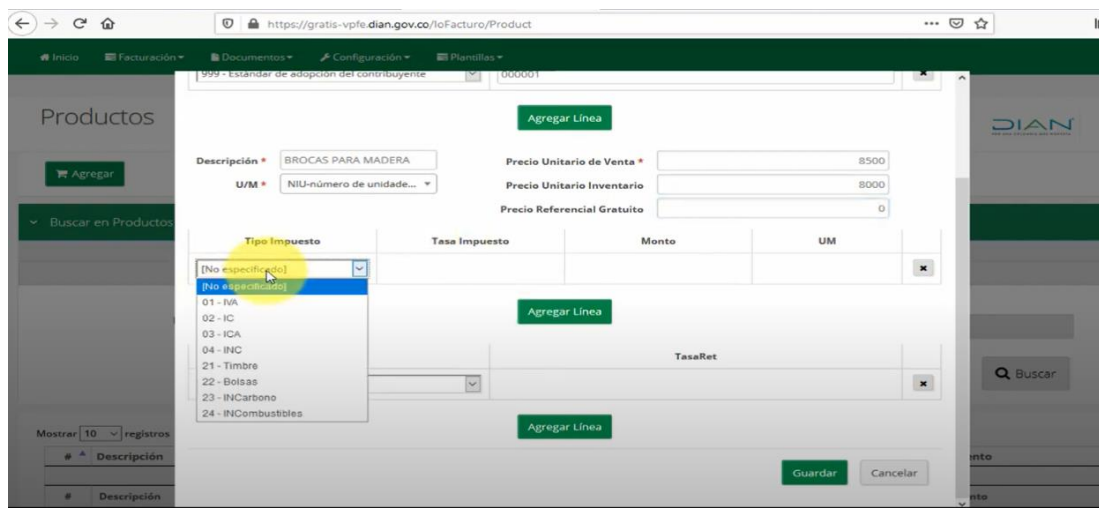 https://gratis-vpfe.dian.gov.co/IoFacturo/Product
Inicio Facturación Documentos Configuración Plantillas
999 - Estándar de adopción del contribuyente 000001
Productos
Agregar Línea
DIAN
Agregar
Descripción * BROCAS PARA MADERA Precio Unitario de Venta * 8500
U/M * NIU-número de unidade... Precio Unitario Inventario 8000
Precio Referencial Gratuito 0
Buscar en Productos
Tipo Impuesto Tasa Impuesto Monto UM
[No especificado]
[No especificado]
01 - IVA
02 - IC
03 - ICA
04 - INC
21 - Timbre
22 - Bolsas
23 - INCarbono
24 - INCombustibles
Agregar Línea
TasaRet
Buscar
Agregar Línea
Mostrar 10 registros
# Descripción
Guardar Cancelar
# Descripción